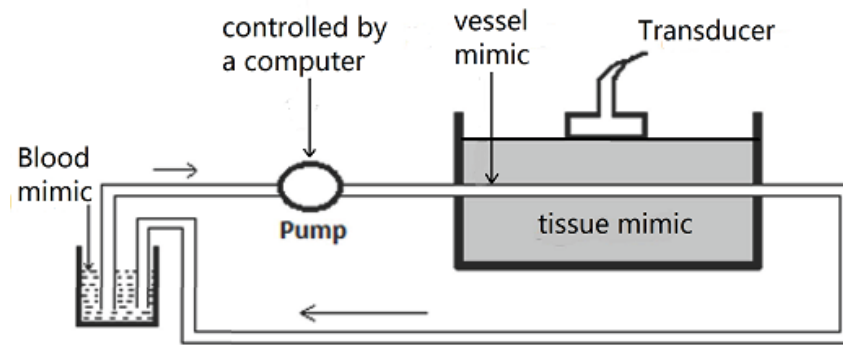 controlled by
a computer
vessel
mimic
Transducer
Blood
mimic
Pump
tissue mimic